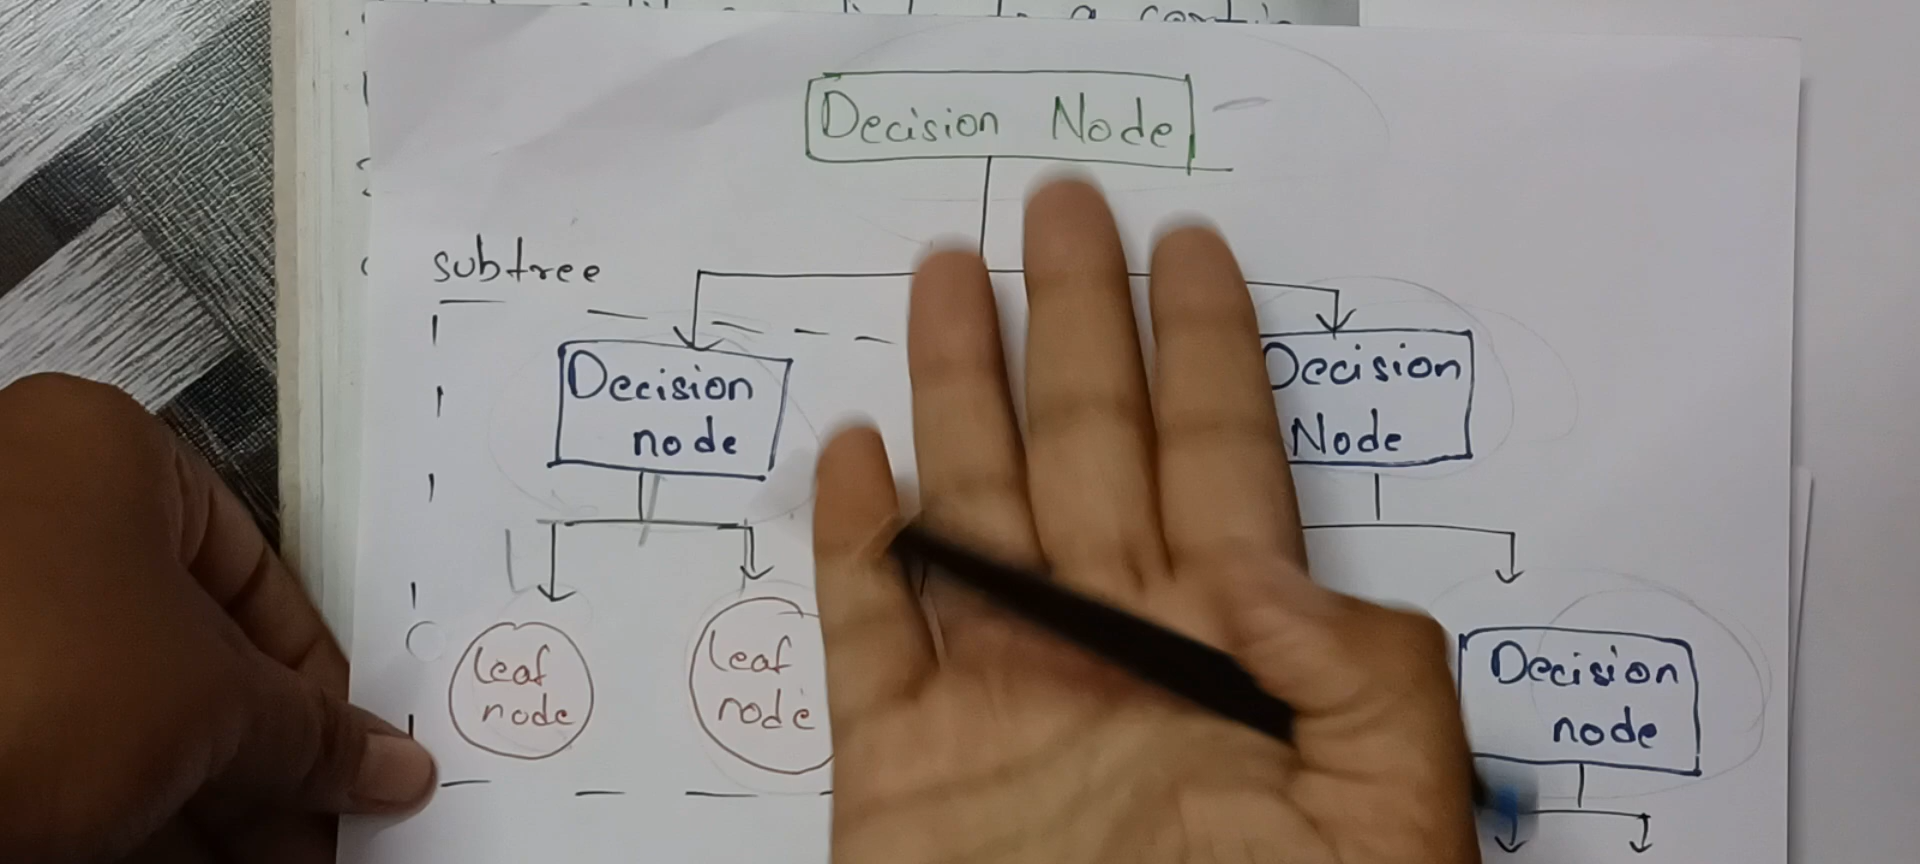 Decision Node
subtree
Decision
node
Decision
Node
leaf
node
leaf
node
Decision
node